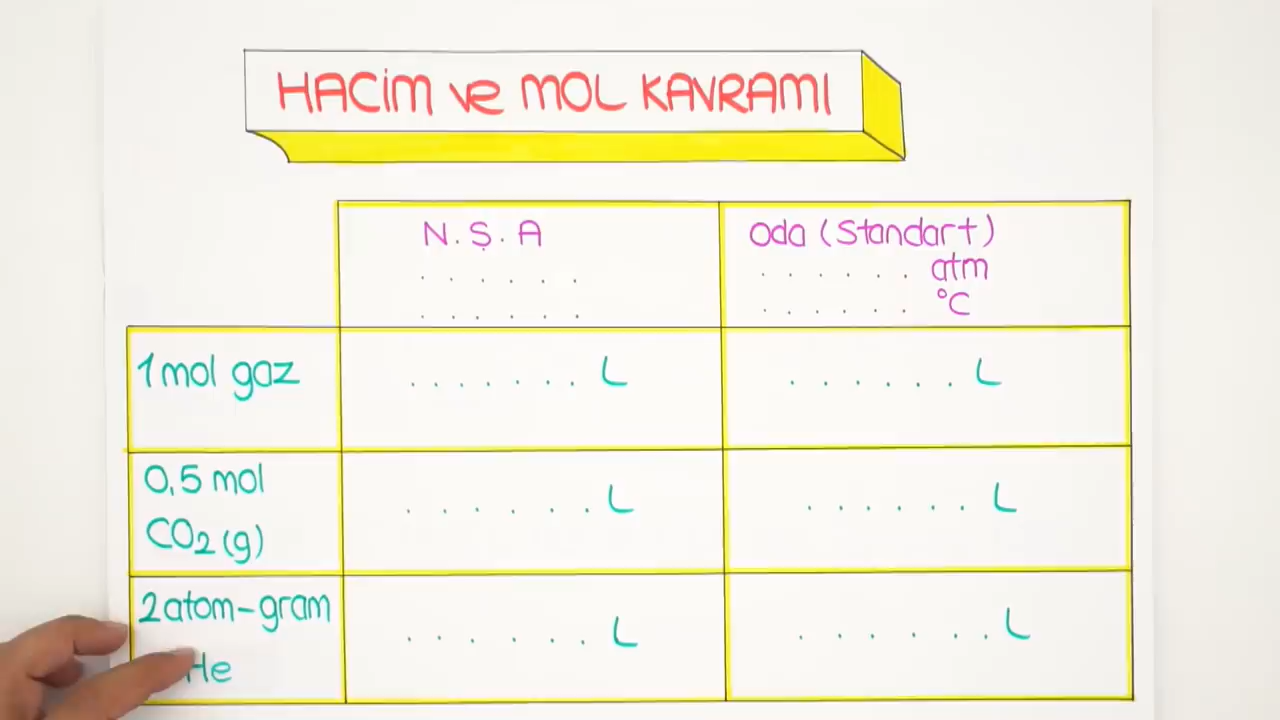 HACİM ve MOL KAVRAMI
N.Ş.A
. . . . . .
. . . . . .
Oda (Standart)
. . . . . . atm
. . . . . . °C
1 mol gaz
. . . . . . . L
. . . . . . L
0,5 mol
CO₂(g)
. . . . . . L
. . . . . . L
2 atom-gram
He
. . . . . . L
. . . . . . L